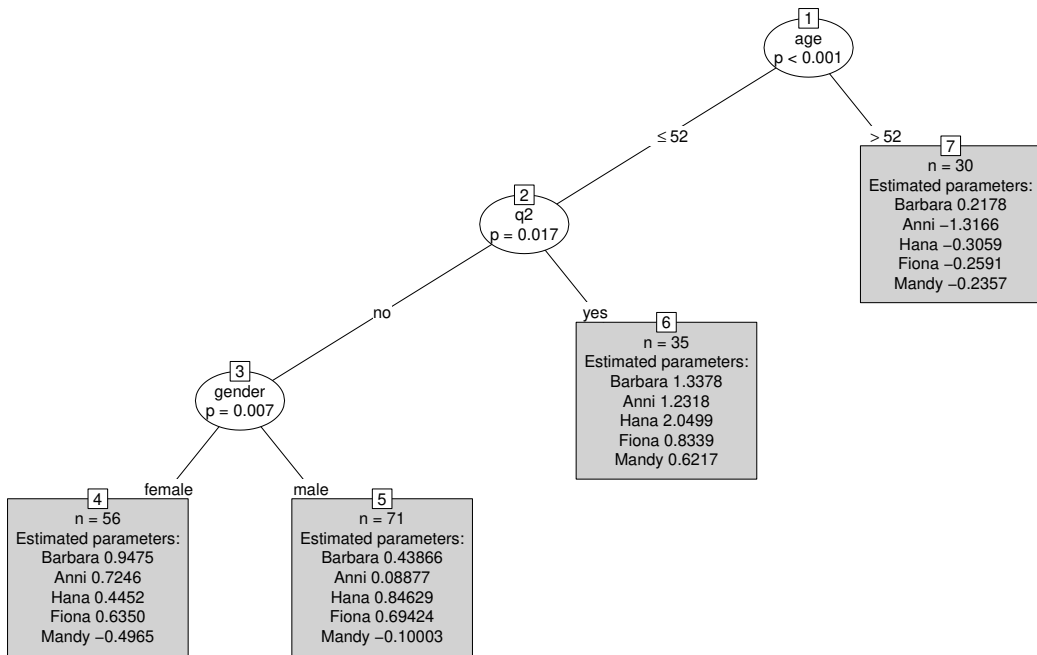 1
age
p < 0.001
≤ 52
> 52
2
q2
p = 0.017
7
n = 30
Estimated parameters:
Barbara 0.2178
Anni −1.3166
Hana −0.3059
Fiona −0.2591
Mandy −0.2357
no
yes
3
gender
p = 0.007
6
n = 35
Estimated parameters:
Barbara 1.3378
Anni 1.2318
Hana 2.0499
Fiona 0.8339
Mandy 0.6217
female
male
4
n = 56
Estimated parameters:
Barbara 0.9475
Anni 0.7246
Hana 0.4452
Fiona 0.6350
Mandy −0.4965
5
n = 71
Estimated parameters:
Barbara 0.43866
Anni 0.08877
Hana 0.84629
Fiona 0.69424
Mandy −0.10003